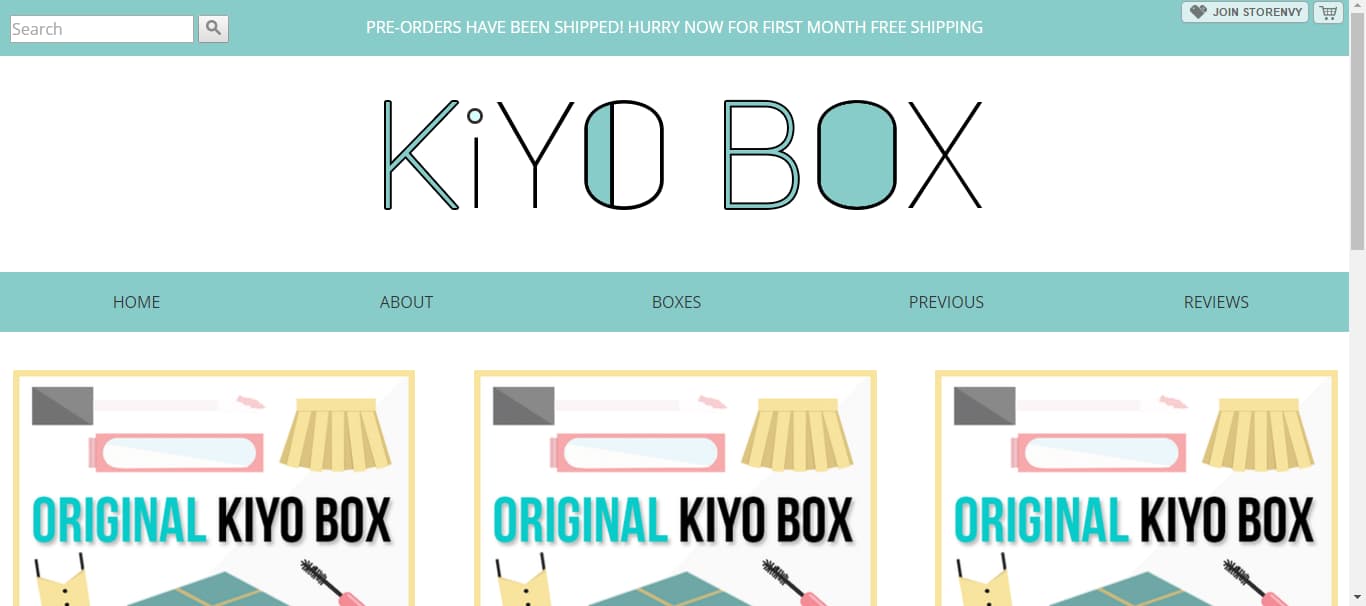 Search
PRE-ORDERS HAVE BEEN SHIPPED! HURRY NOW FOR FIRST MONTH FREE SHIPPING
JOIN STORENVY
KiYO BOX
HOME ABOUT BOXES PREVIOUS REVIEWS
ORIGINAL KIYO BOX ORIGINAL KIYO BOX ORIGINAL KIYO BOX